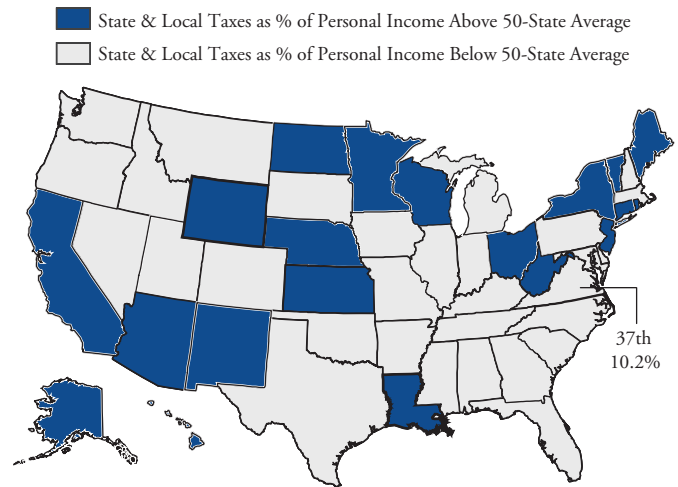 State & Local Taxes as % of Personal Income Above 50-State Average
State & Local Taxes as % of Personal Income Below 50-State Average
37th
10.2%